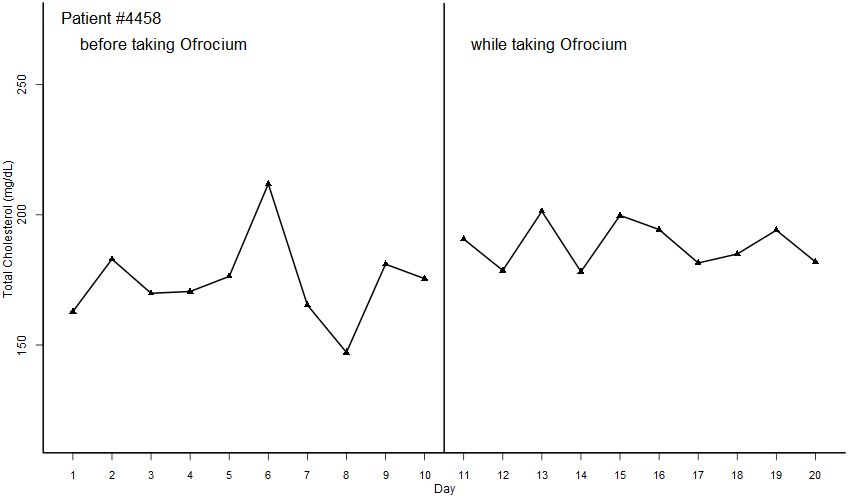 Patient #4458
before taking Ofrocium
while taking Ofrocium
250
200
150
Total Cholesterol (mg/dL)
1 2 3 4 5 6 7 8 9 10 11 12 13 14 15 16 17 18 19 20
Day